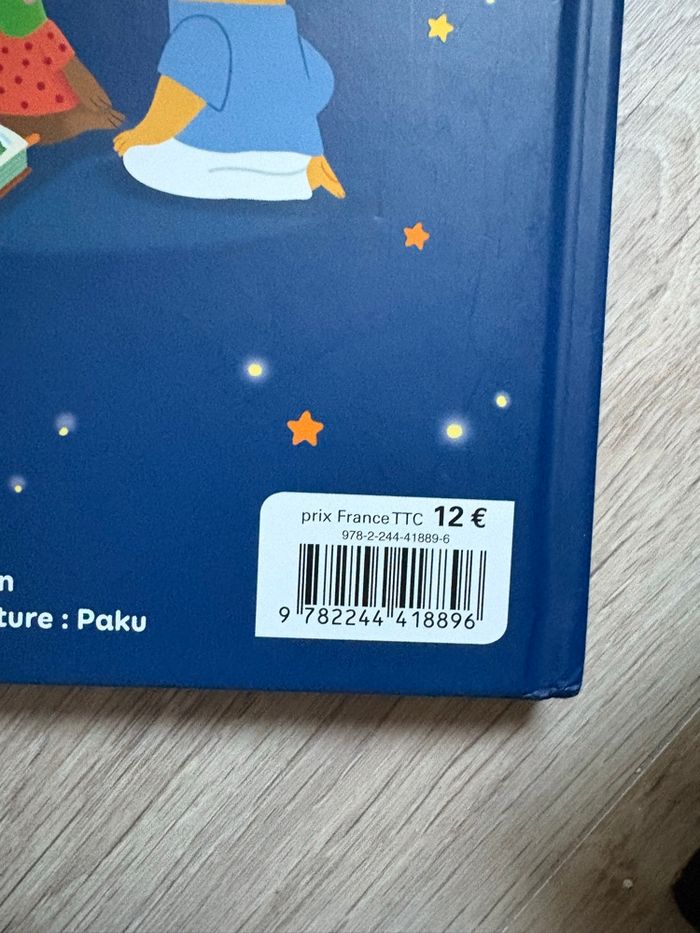 prix France TTC 12 €
978-2-244-41889-6
9 782244 418896
n
ture : Paku